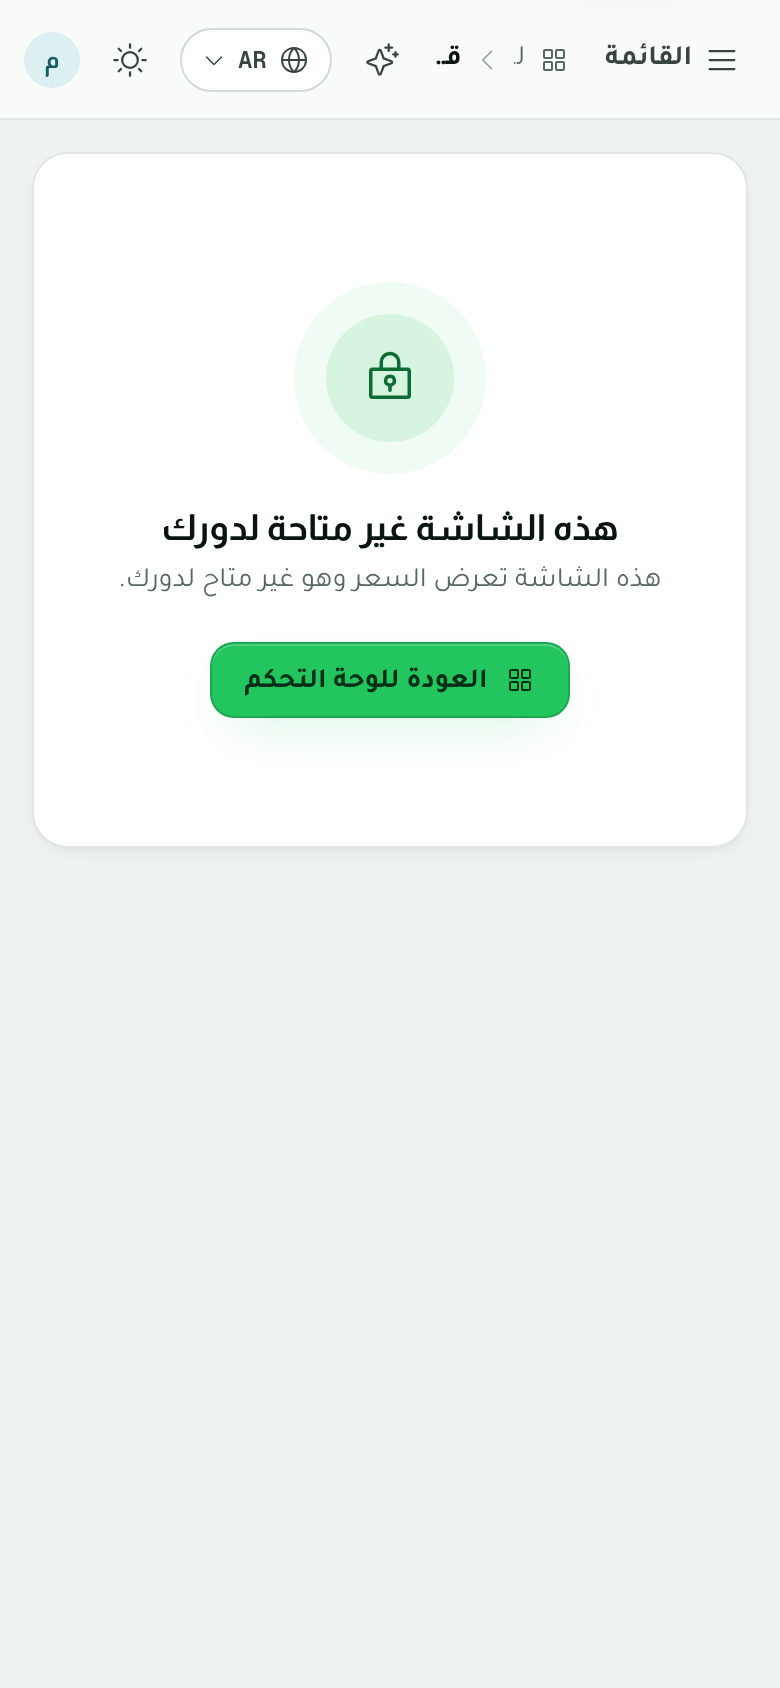 القائمة
لـ.
قـ..
AR
م
هذه الشاشة غير متاحة لدورك
هذه الشاشة تعرض السعر وهو غير متاح لدورك.
العودة للوحة التحكم